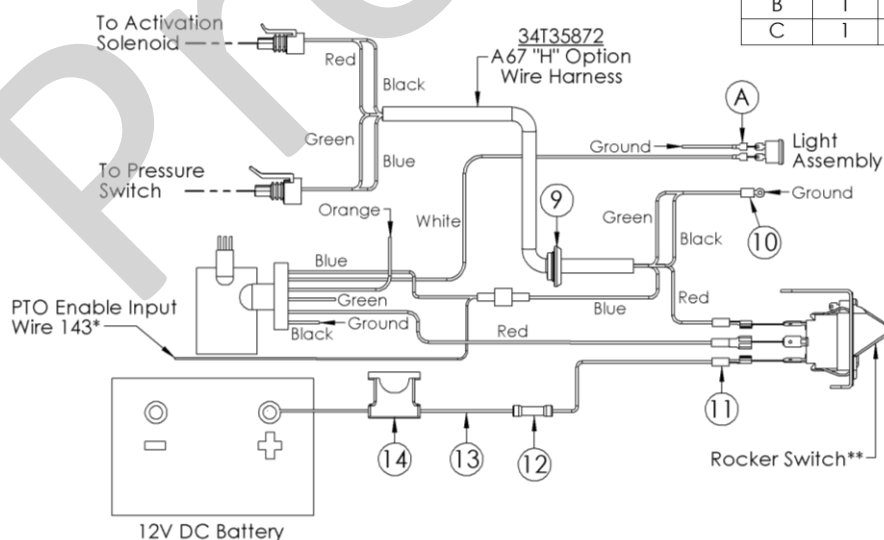 B 1
C 1
To Activation
Solenoid
Red
Black
34T35872
A67 "H" Option
Wire Harness
A
Ground
Light
Assembly
Green
Blue
To Pressure
Switch
Orange
White
9
Green
Ground
10
Black
Blue
Green
Red
Blue
PTO Enable Input
Wire 143*
Ground
Black
Red
11
14
13
12
Rocker Switch**
12V DC Battery